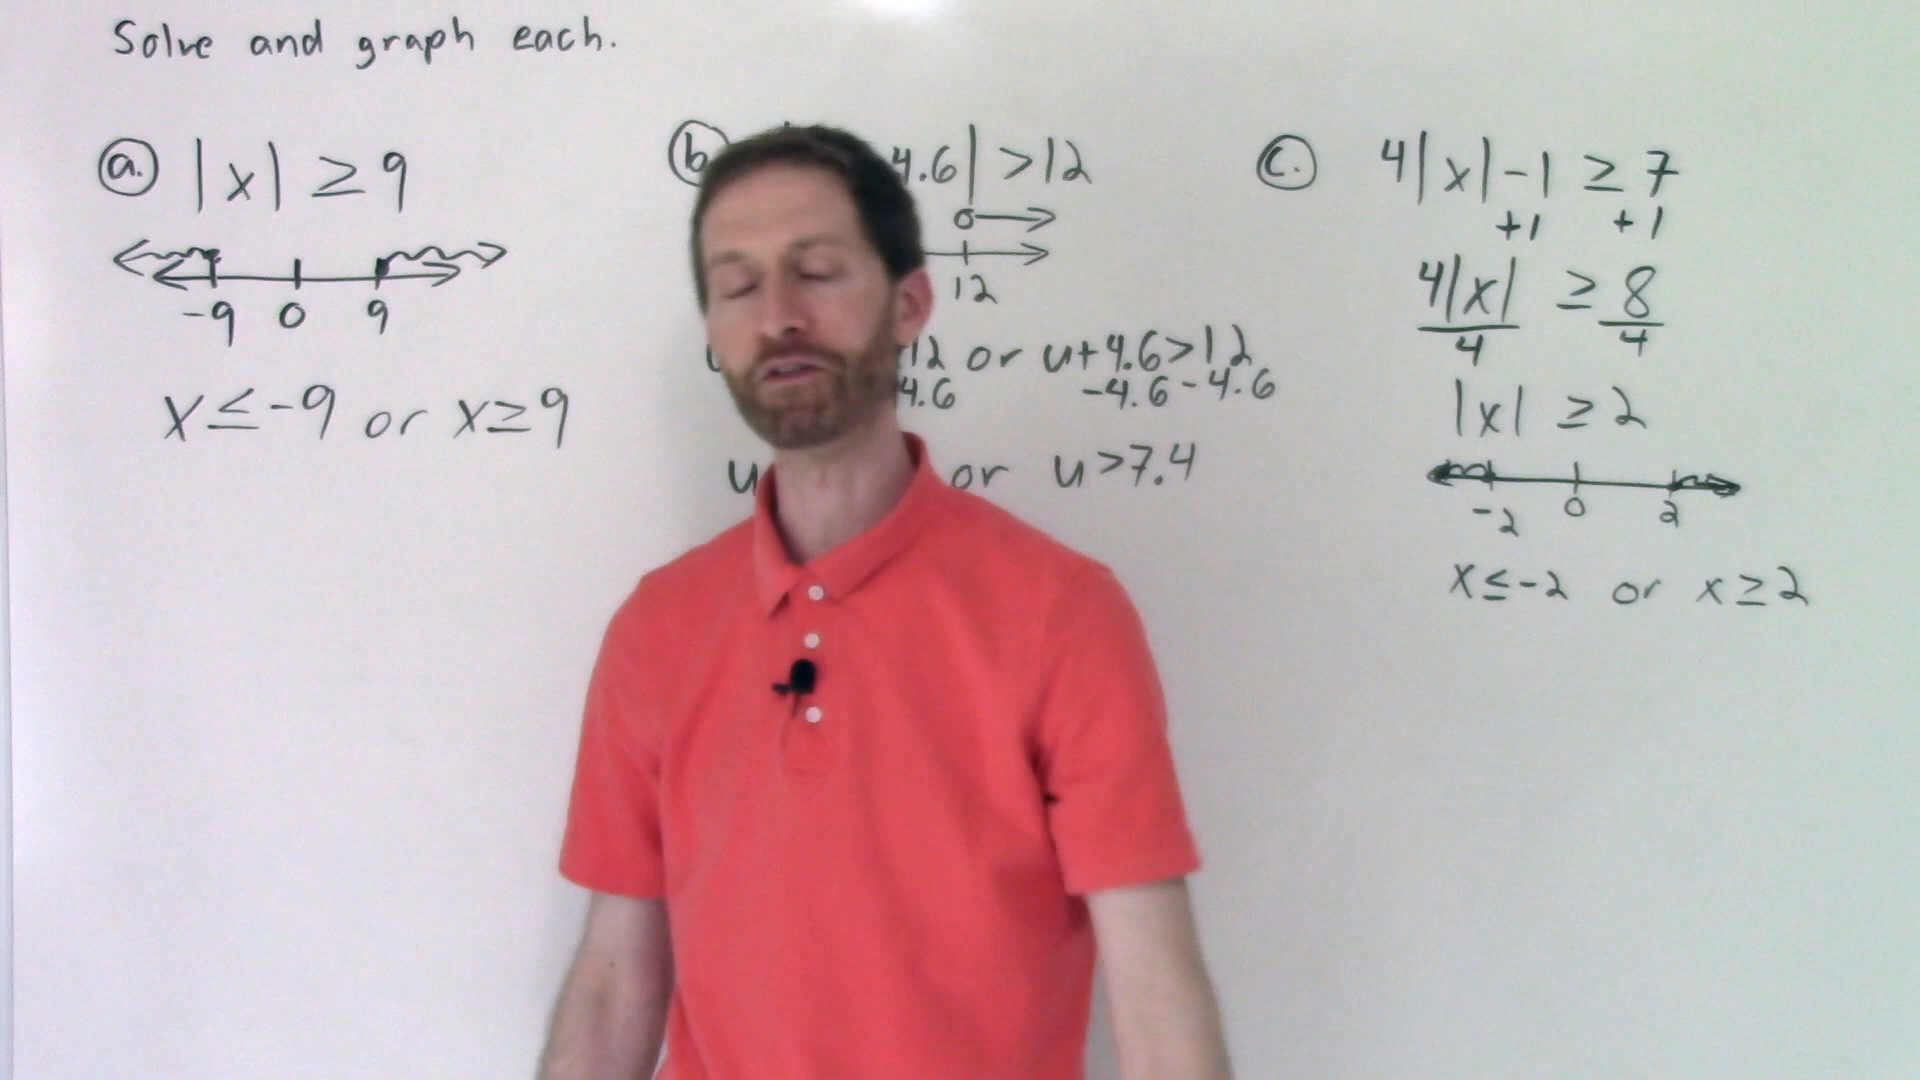 Solve and graph each.
a. |x| ≥ 9
-9 0 9
x ≤ -9 or x ≥ 9
b 4.6| > 12
12
12 or u+4.6>12
4.6 -4.6 -4.6
u or u>7.4
c. 4|x| - 1 ≥ 7
+1 +1
4|x| ≥ 8
4 4
|x| ≥ 2
-2 0 2
x ≤ -2 or x ≥ 2